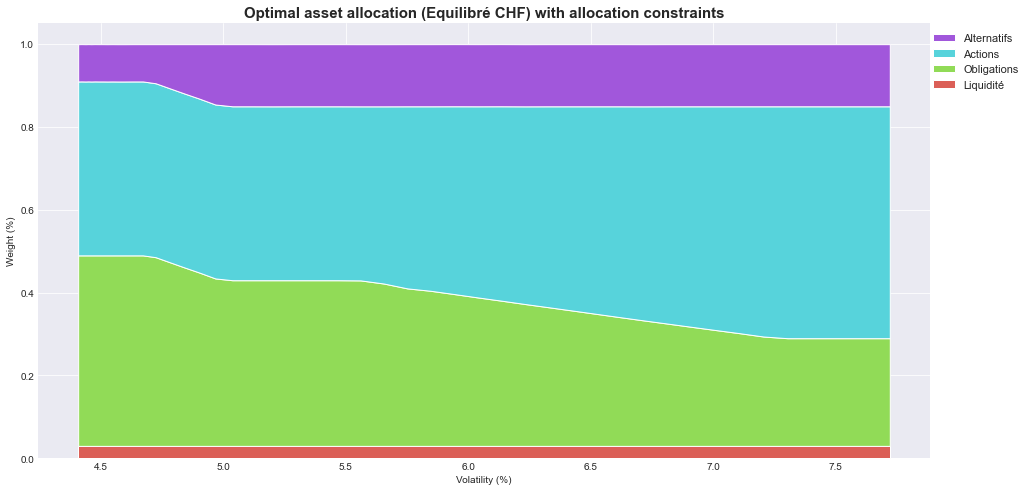 Optimal asset allocation (Equilibré CHF) with allocation constraints
Alternatifs
Actions
Obligations
Liquidité
Weight (%)
1.0
0.8
0.6
0.4
0.2
0.0
4.5 5.0 5.5 6.0 6.5 7.0 7.5
Volatility (%)